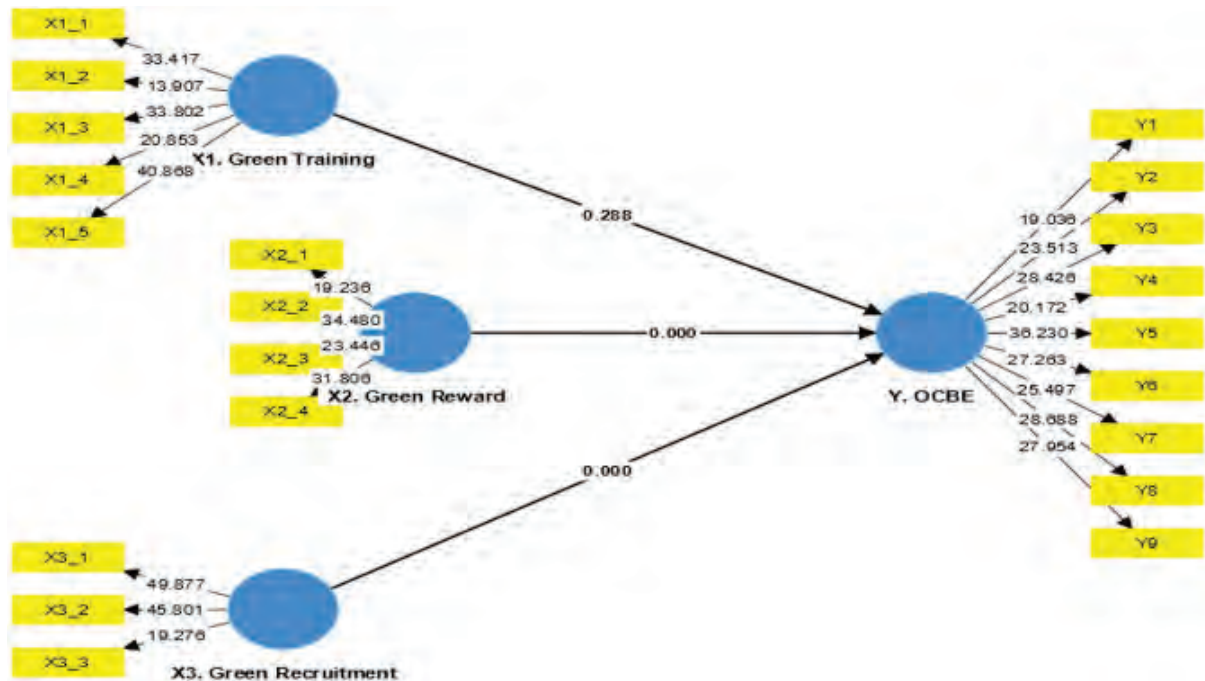 X1_1
33.417
X1_2
13.907
X1_3
33.802
X1_4
20.853
X1_5
40.868
X1. Green Training
0.288
X2_1
19.236
X2_2
34.480
X2_3
23.446
X2_4
31.806
X2. Green Reward
0.000
X3_1
49.877
X3_2
45.801
X3_3
19.276
X3. Green Recruitment
0.000
Y. OCBE
Y1
19.036
Y2
23.513
Y3
28.426
Y4
20.172
Y5
36.230
Y6
27.263
Y7
25.497
Y8
28.688
Y9
27.954